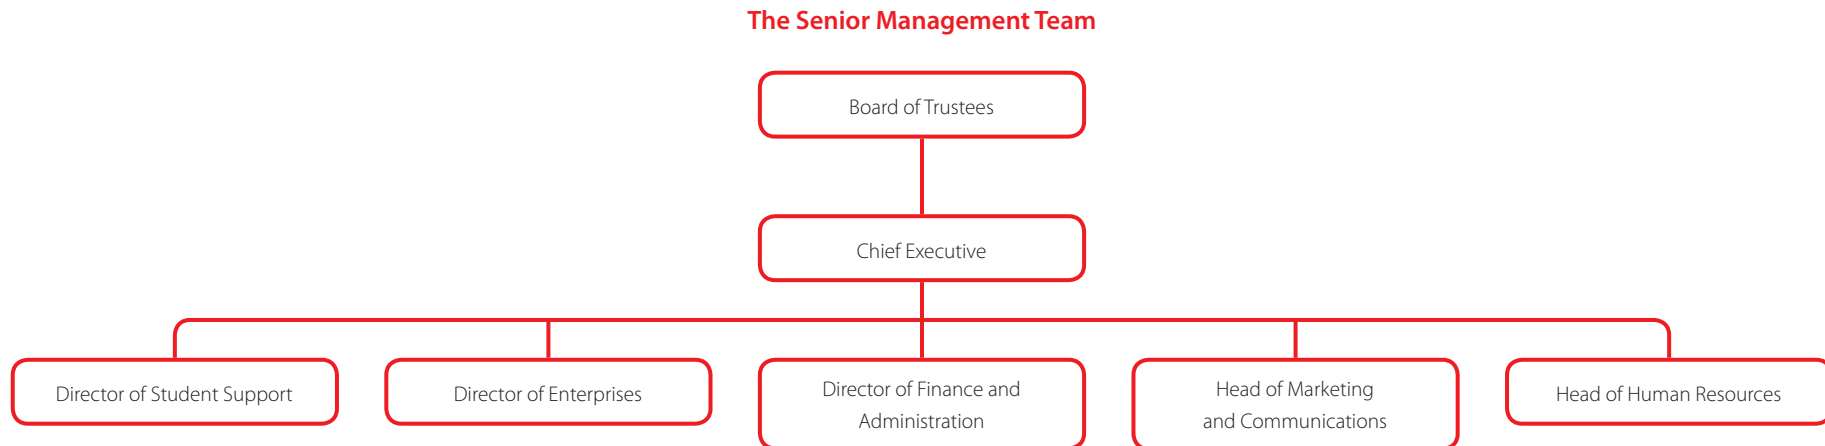 The Senior Management Team
Board of Trustees
Chief Executive
Director of Student Support
Director of Enterprises
Director of Finance and
Administration
Head of Marketing
and Communications
Head of Human Resources